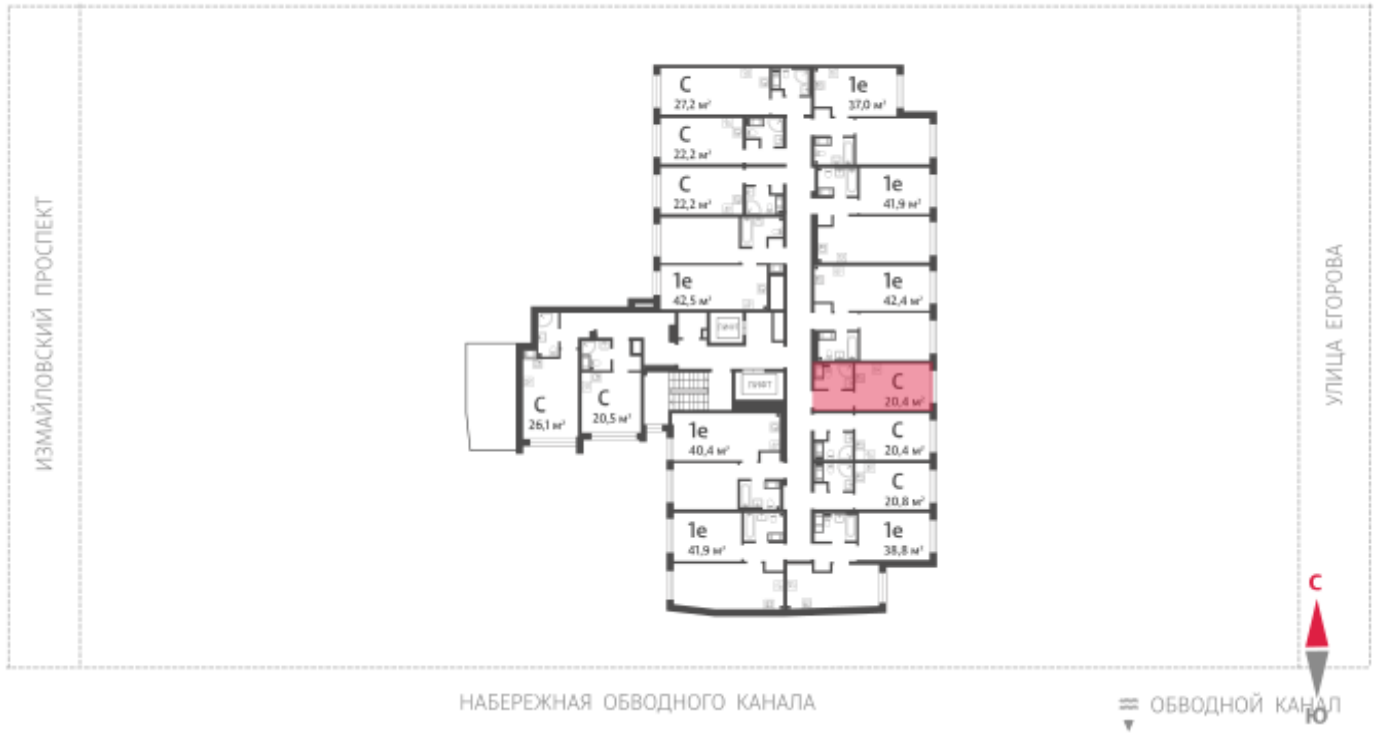 ИЗМАЙЛОВСКИЙ ПРОСПЕКТ
С
27,2 м²
1е
37,0 м²
С
22,2 м²
С
22,2 м²
1е
41,9 м²
1е
42,5 м²
1е
42,4 м²
ЛИФТ
ЛИФТ
С
26,1 м²
С
20,5 м²
С
20,4 м²
1е
40,4 м²
С
20,4 м²
С
20,8 м²
1е
41,9 м²
1е
38,8 м²
УЛИЦА ЕГОРОВА
С
Ю
НАБЕРЕЖНАЯ ОБВОДНОГО КАНАЛА
ОБВОДНОЙ КАНАЛ